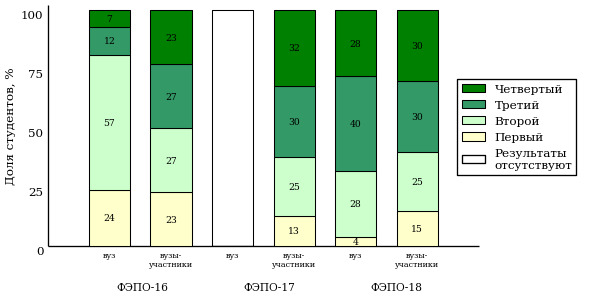 100
75
50
25
0
Доля студентов, %
7
12
57
24
23
27
27
23
32
30
25
13
28
40
28
4
30
30
25
15
Четвертый
Третий
Второй
Первый
Результаты
отсутствуют
вуз
вузы-
участники
вуз
вузы-
участники
вуз
вузы-
участники
ФЭПО-16
ФЭПО-17
ФЭПО-18